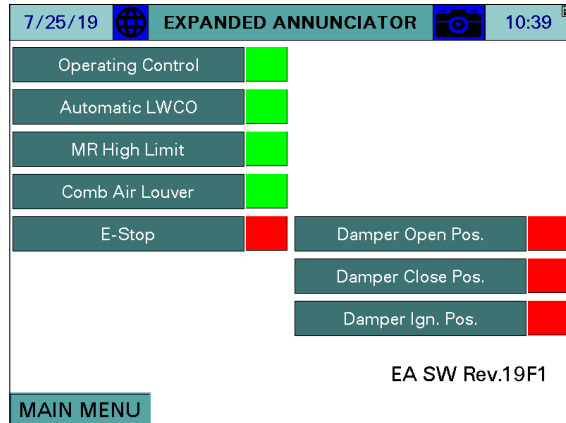 7/25/19 EXPANDED ANNUNCIATOR 10:39
Operating Control
Automatic LWCO
MR High Limit
Comb Air Louver
E-Stop Damper Open Pos.
Damper Close Pos.
Damper Ign. Pos.
EA SW Rev.19F1
MAIN MENU